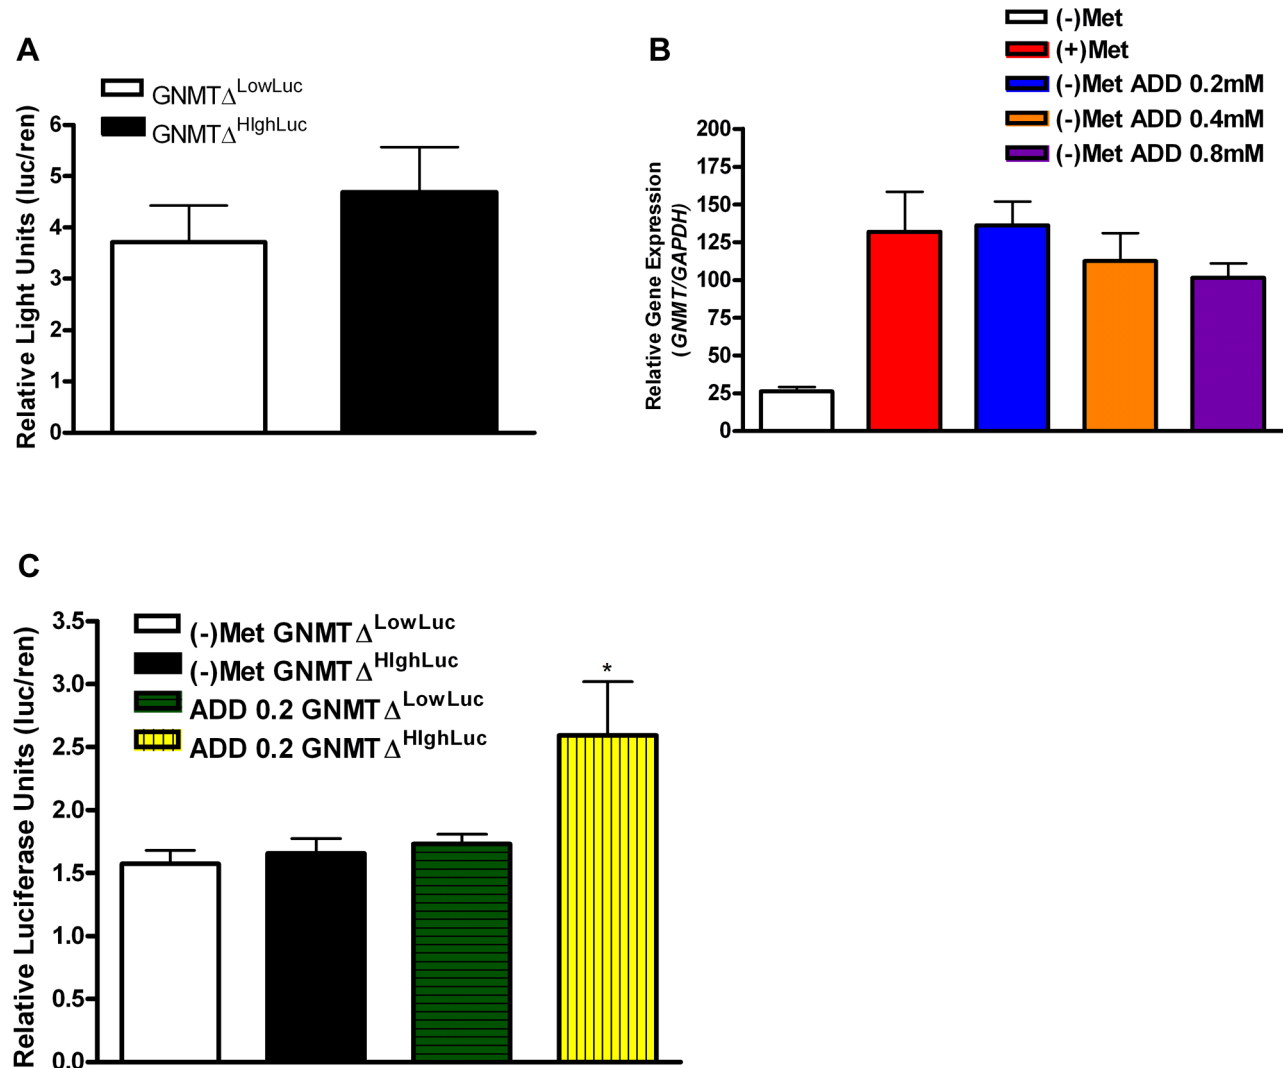 A
GNMTΔLowLuc
GNMTΔHIghLuc
Relative Light Units (luc/ren)
6
5
4
3
2
1
0
B
(-)Met
(+)Met
(-)Met ADD 0.2mM
(-)Met ADD 0.4mM
(-)Met ADD 0.8mM
Relative Gene Expression
(GNMT/GAPDH)
200
175
150
125
100
75
50
25
0
C
(-)Met GNMTΔLowLuc
(-)Met GNMTΔHIghLuc
ADD 0.2 GNMTΔLowLuc
ADD 0.2 GNMTΔHIghLuc
*
Relative Luciferase Units (luc/ren)
3.5
3.0
2.5
2.0
1.5
1.0
0.5
0.0